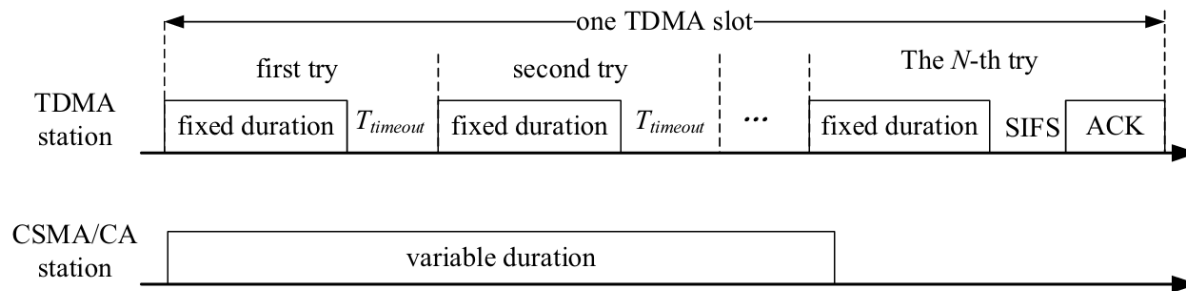 one TDMA slot
first try
second try
The N-th try
TDMA
station
fixed duration
T_timeout
fixed duration
T_timeout
...
fixed duration
SIFS
ACK
CSMA/CA
station
variable duration